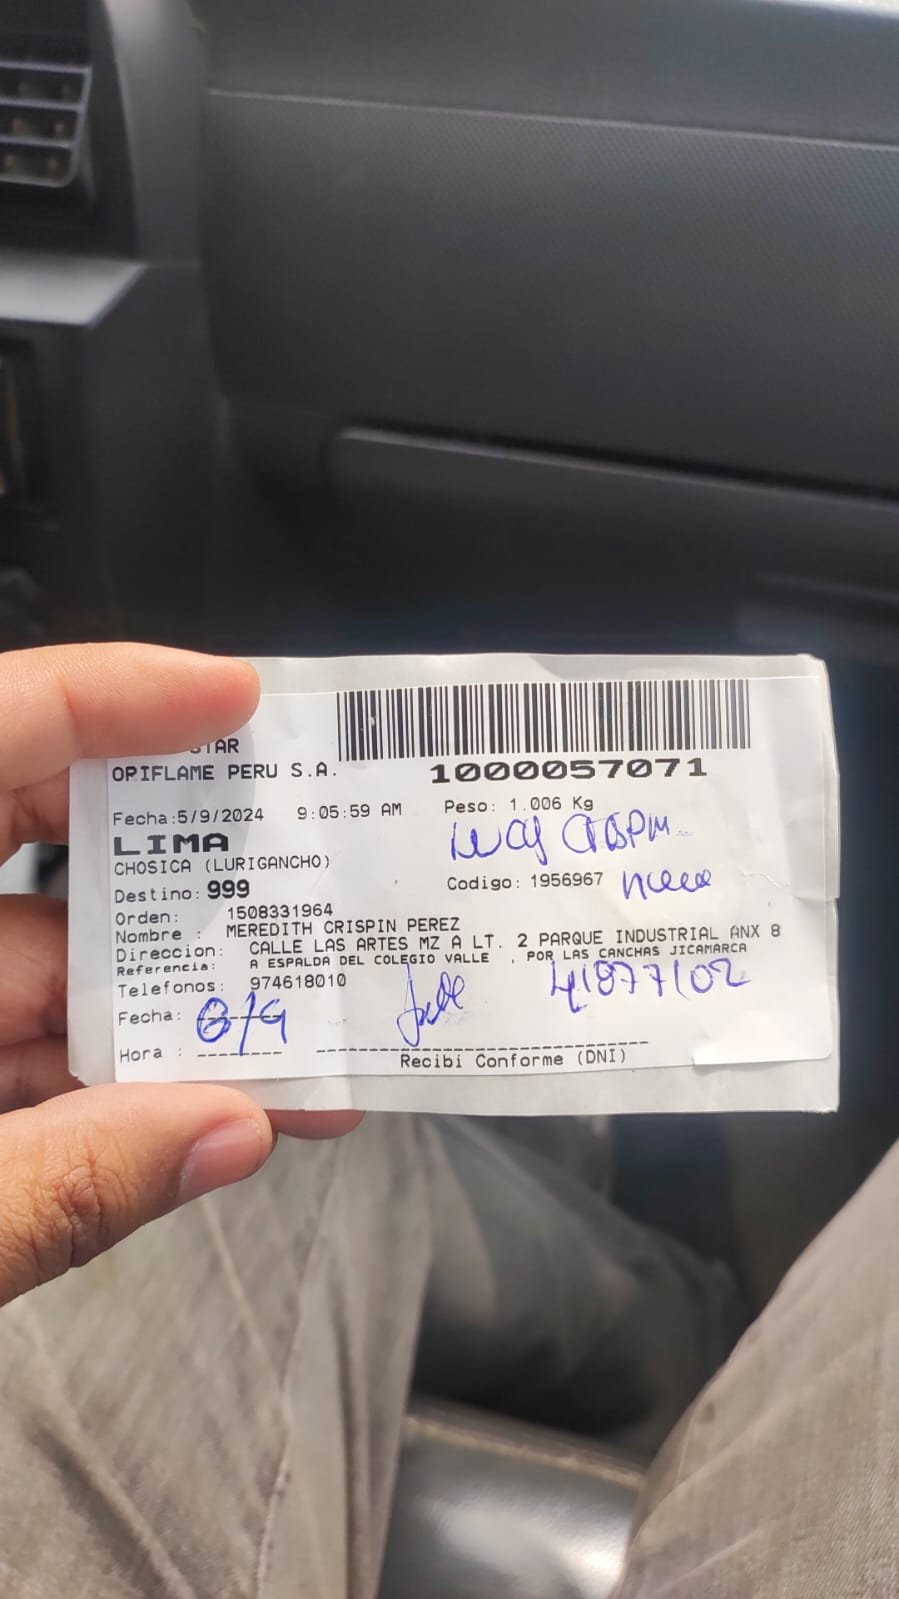 STAR
ORIFLAME PERU S.A.
1000057071
Fecha:5/9/2024 9:05:59 AM
Peso: 1.006 Kg
LIMA
CHOSICA (LURIGANCHO)
Destino: 999
Codigo: 1956967
Orden: 1508331964
Nombre : MEREDITH CRISPIN PEREZ
Direccion: CALLE LAS ARTES MZ A LT. 2 PARQUE INDUSTRIAL ANX 8
Referencia: A ESPALDA DEL COLEGIO VALLE , POR LAS CANCHAS JICAMARCA
Telefonos: 974618010
41877102
Fecha:
Hora :
Recibi Conforme (DNI)